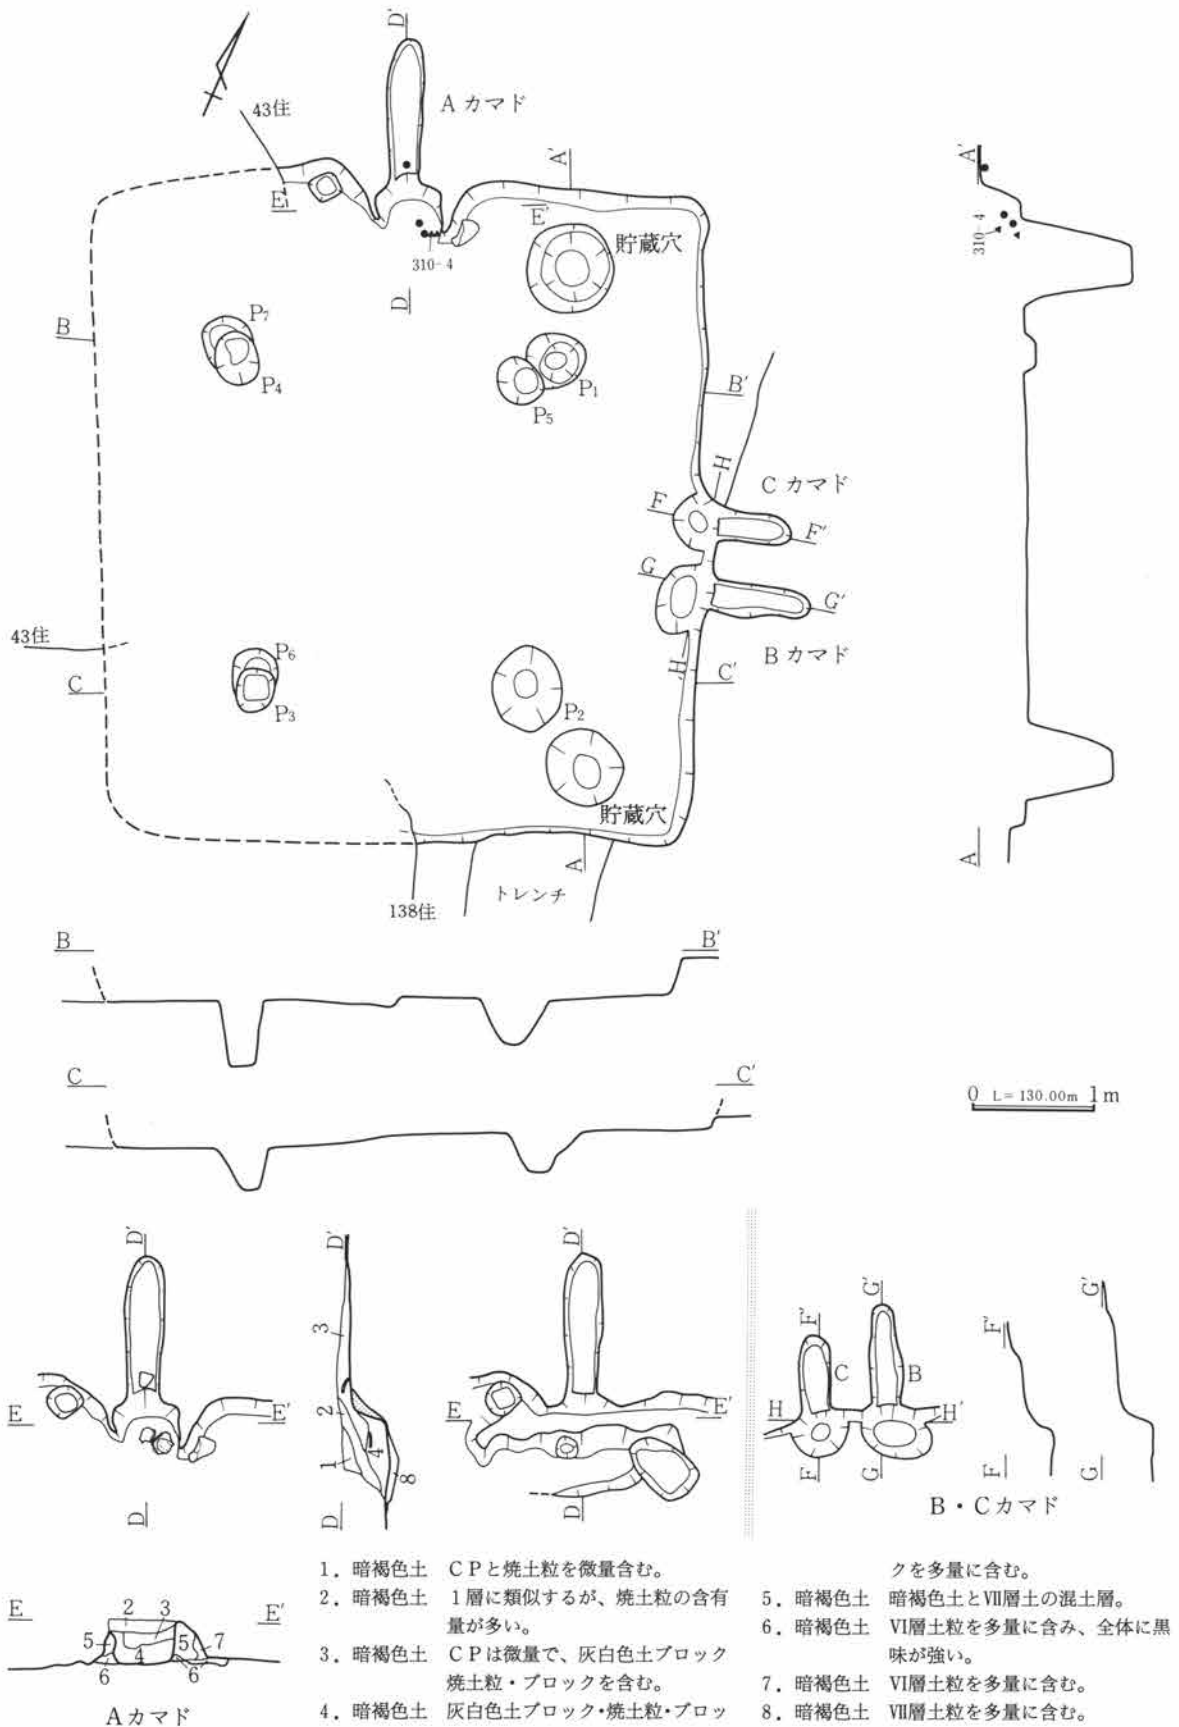 D'
43住
A カマド
A'
A'
E
E'
貯蔵穴
310-4
310-4
D
B
P7
P4
P1
P5
B'
H
C カマド
F
F'
G
G'
B カマド
43住
C
P6
P3
P2
H'
C'
貯蔵穴
A
A
トレンチ
138住
B
B'
C
C'
0 L=130.00m 1m
D'
D'
D'
3
E
E'
2
1
4
8
E
E'
D
D
D
F'
G'
C
B
H
H'
F
G
F'
G'
F
G
B・Cカマド
E
E'
2
3
5
4
5
7
6
6
Aカマド
1．暗褐色土　ＣＰと焼土粒を微量含む。
2．暗褐色土　1層に類似するが、焼土粒の含有
量が多い。
3．暗褐色土　ＣＰは微量で、灰白色土ブロック
焼土粒・ブロックを含む。
4．暗褐色土　灰白色土ブロック・焼土粒・ブロッ
クを多量に含む。
5．暗褐色土　暗褐色土とⅦ層土の混土層。
6．暗褐色土　Ⅵ層土粒を多量に含み、全体に黒
味が強い。
7．暗褐色土　Ⅵ層土粒を多量に含む。
8．暗褐色土　Ⅶ層土粒を多量に含む。